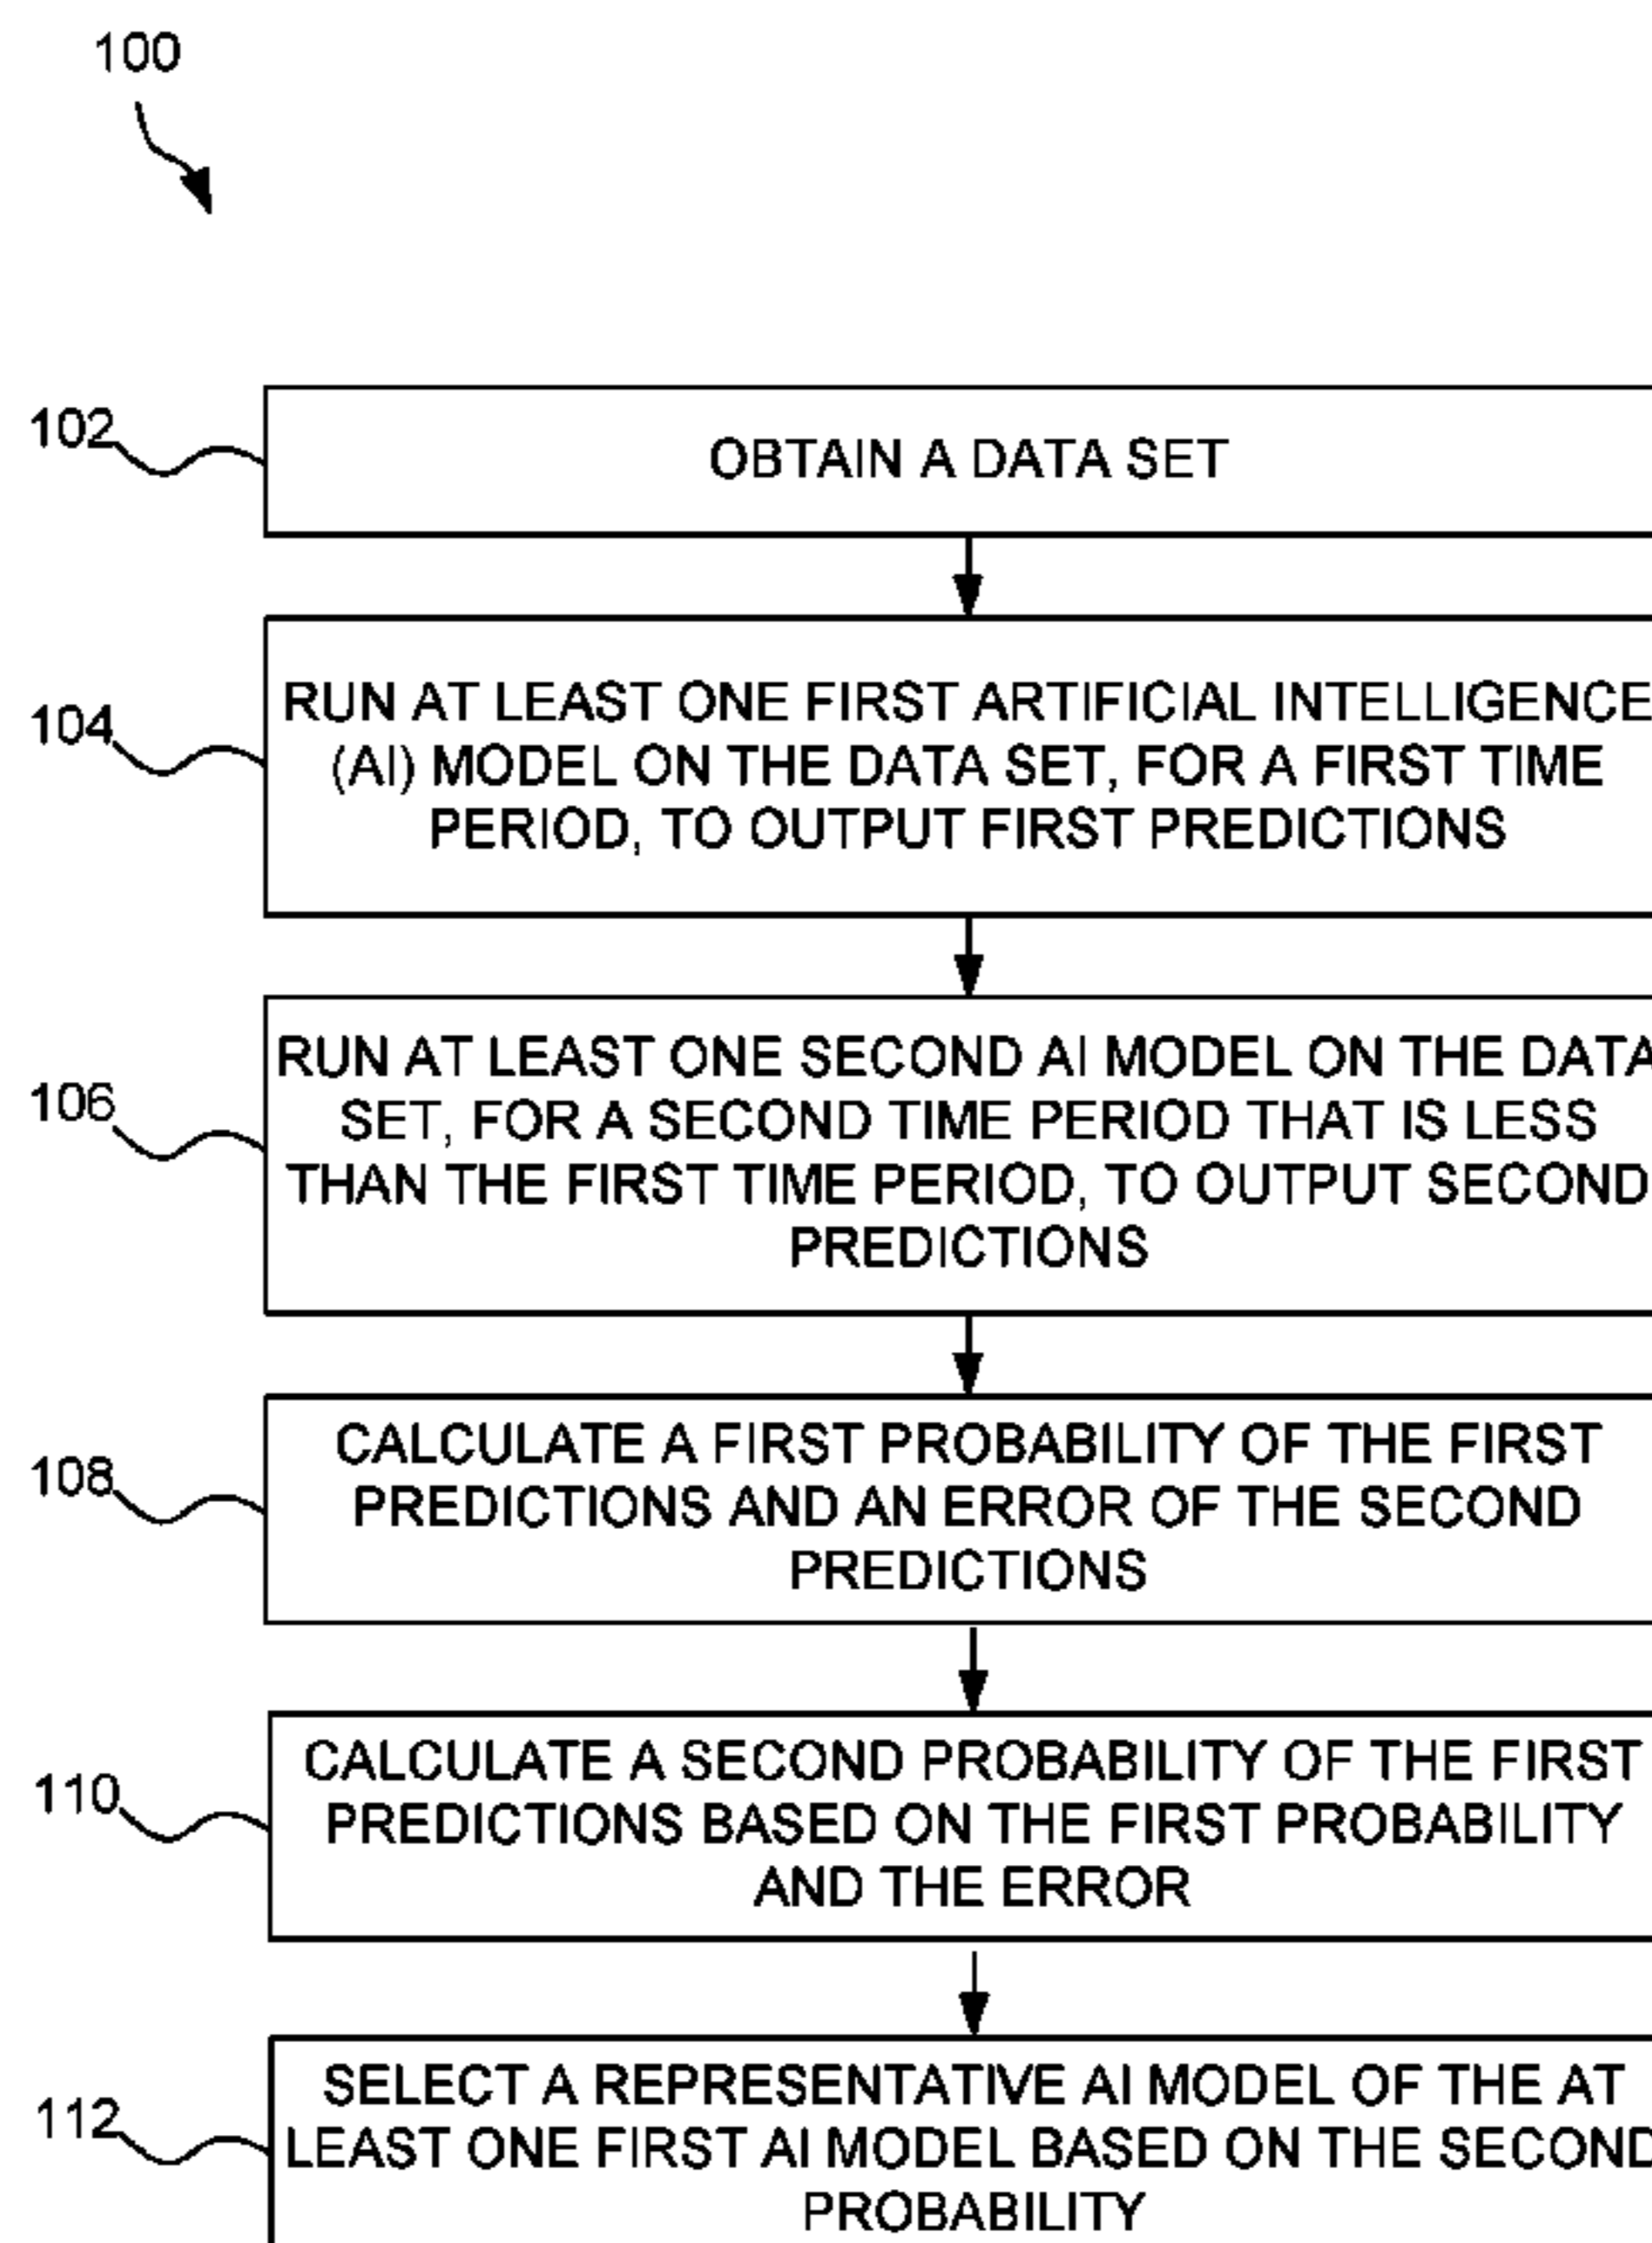 100
102
OBTAIN A DATA SET
104
RUN AT LEAST ONE FIRST ARTIFICIAL INTELLIGENCE
(AI) MODEL ON THE DATA SET, FOR A FIRST TIME
PERIOD, TO OUTPUT FIRST PREDICTIONS
106
RUN AT LEAST ONE SECOND AI MODEL ON THE DATA
SET, FOR A SECOND TIME PERIOD THAT IS LESS
THAN THE FIRST TIME PERIOD, TO OUTPUT SECOND
PREDICTIONS
108
CALCULATE A FIRST PROBABILITY OF THE FIRST
PREDICTIONS AND AN ERROR OF THE SECOND
PREDICTIONS
110
CALCULATE A SECOND PROBABILITY OF THE FIRST
PREDICTIONS BASED ON THE FIRST PROBABILITY
AND THE ERROR
112
SELECT A REPRESENTATIVE AI MODEL OF THE AT
LEAST ONE FIRST AI MODEL BASED ON THE SECOND
PROBABILITY